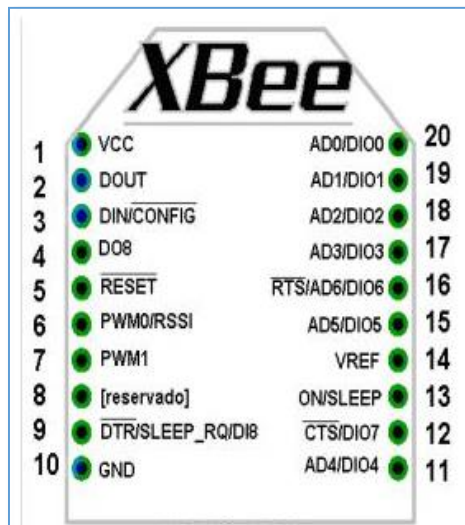 XBee
1 VCC AD0/DIO0 20
2 DOUT AD1/DIO1 19
3 DIN/CONFIG AD2/DIO2 18
4 DO8 AD3/DIO3 17
5 RESET RTS/AD6/DIO6 16
6 PWM0/RSSI AD5/DIO5 15
7 PWM1 VREF 14
8 [reservado] ON/SLEEP 13
9 DTR/SLEEP_RQ/DI8 CTS/DIO7 12
10 GND AD4/DIO4 11